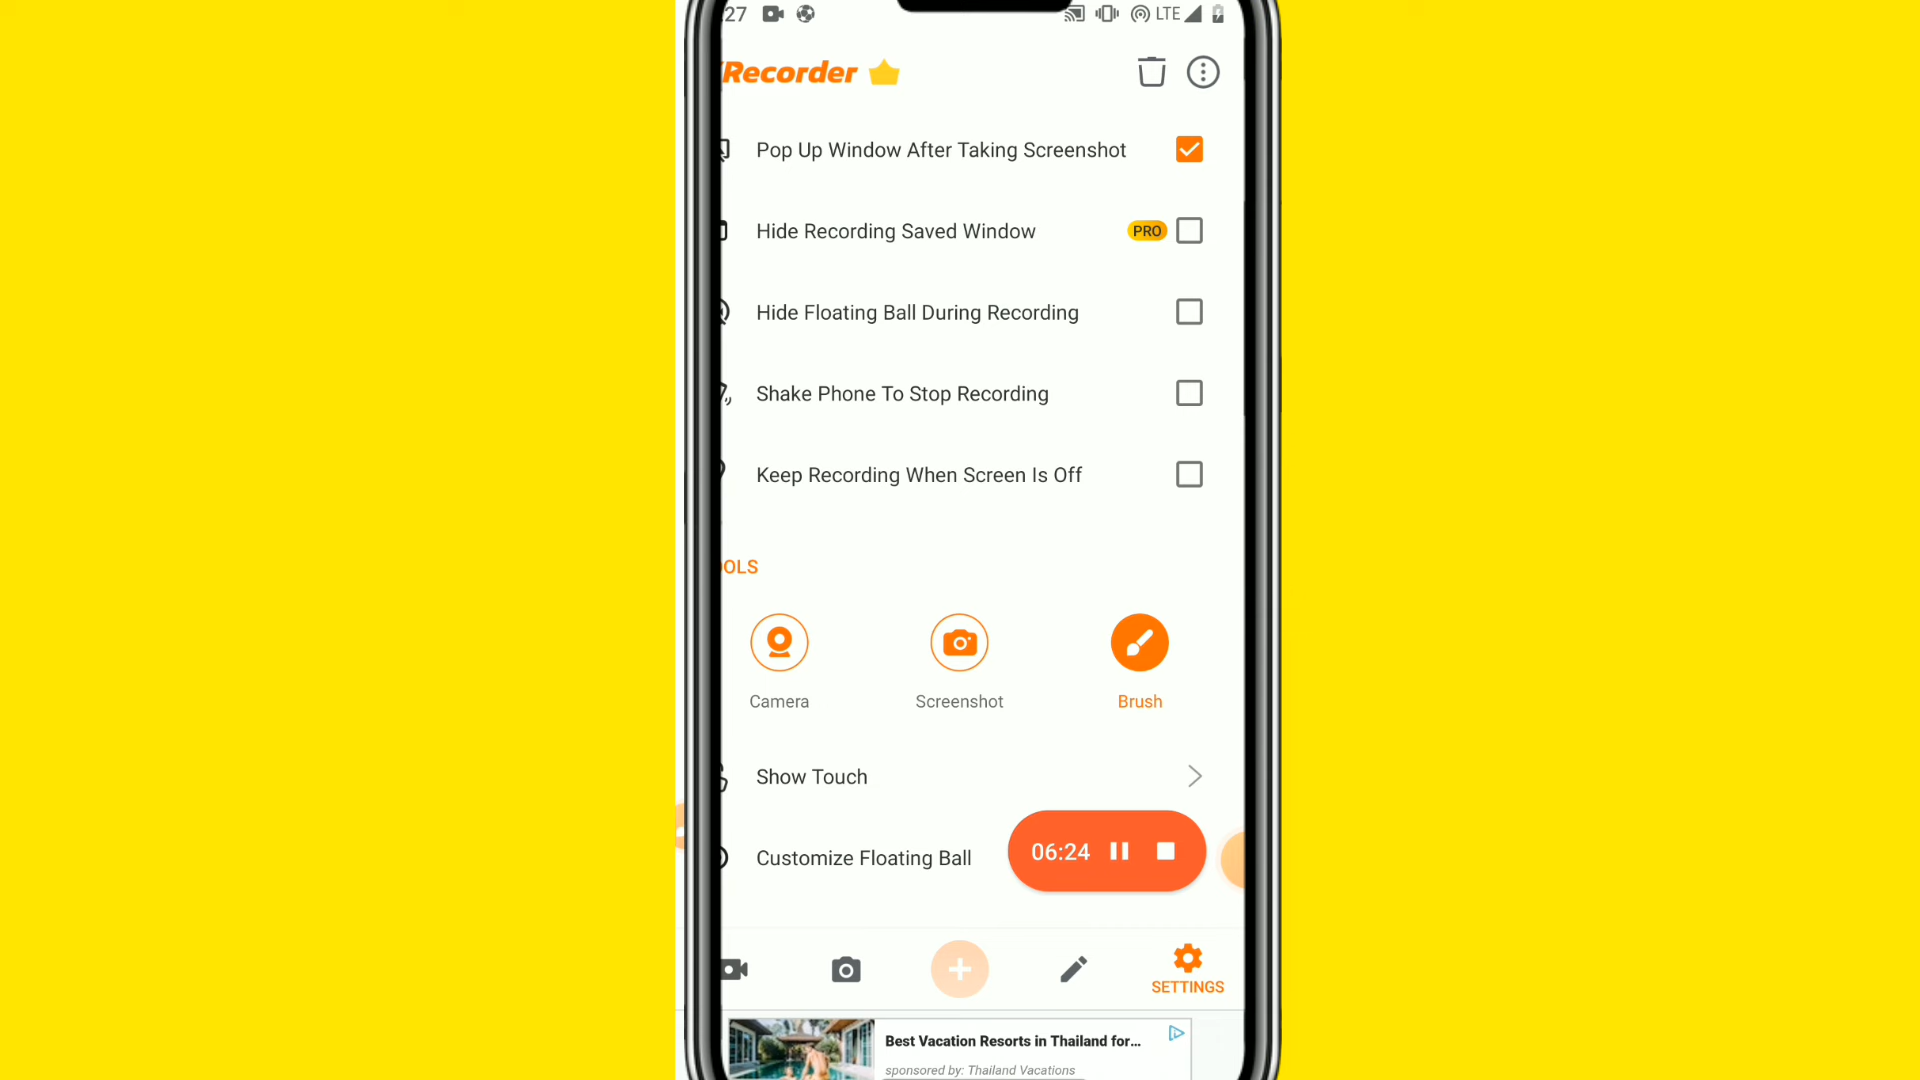 :27 LTE
Recorder
Pop Up Window After Taking Screenshot
Hide Recording Saved Window PRO
Hide Floating Ball During Recording
Shake Phone To Stop Recording
Keep Recording When Screen Is Off
OOLS
Camera Screenshot Brush
Show Touch
Customize Floating Ball 06:24
SETTINGS
Best Vacation Resorts in Thailand for...
sponsored by: Thailand Vacations